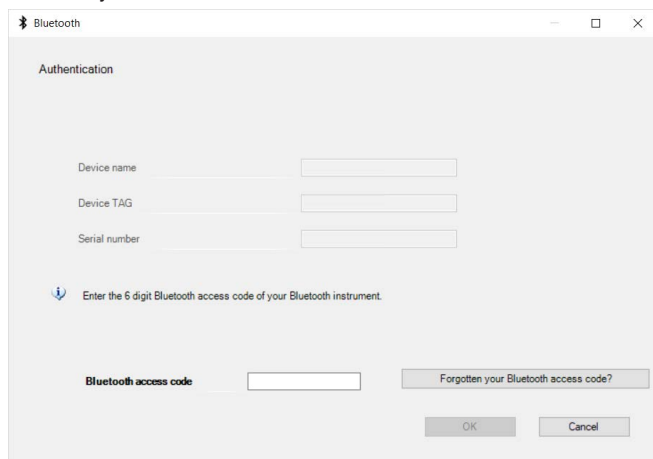 Bluetooth
Authentication
Device name
Device TAG
Serial number
Enter the 6 digit Bluetooth access code of your Bluetooth instrument.
Bluetooth access code
Forgotten your Bluetooth access code?
OK
Cancel